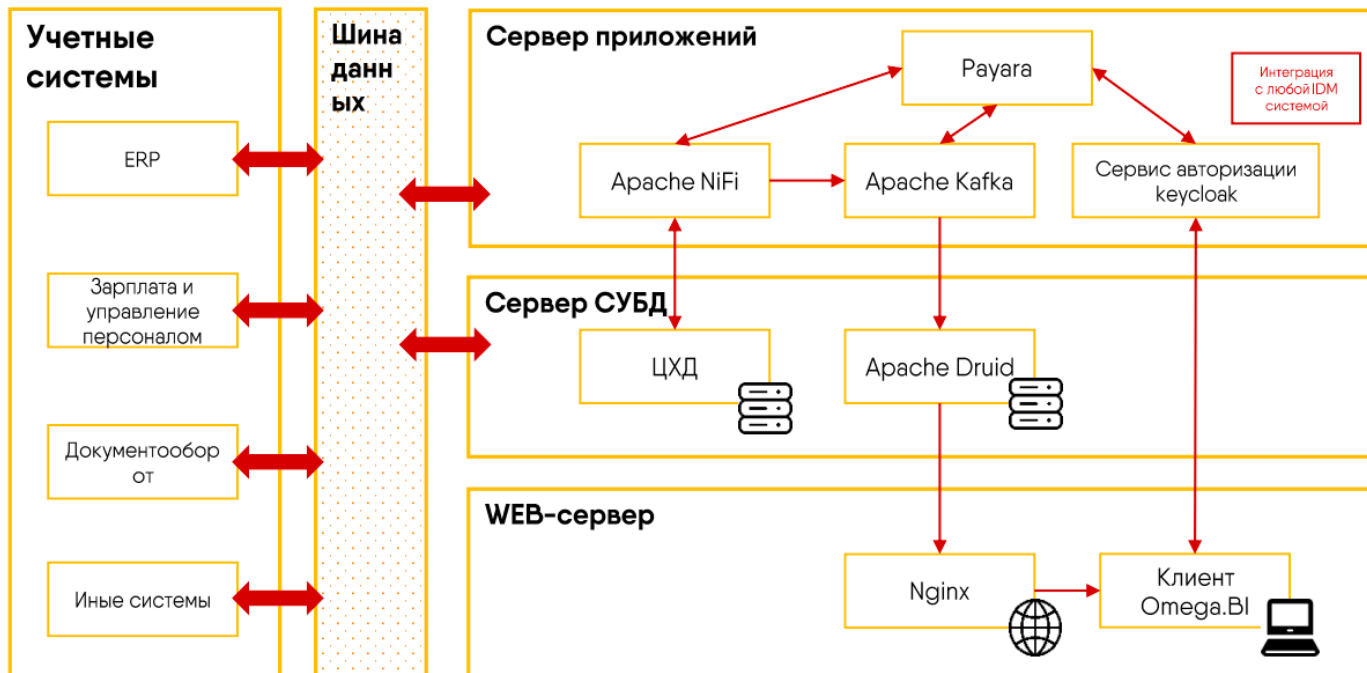 Учетные
системы
ERP
Зарплата и
управление
персоналом
Документообор
от
Иные системы
Шина
данн
ых
Сервер приложений
Payara
Интеграция
с любой IDM
системой
Apache NiFi
Apache Kafka
Сервис авторизации
keycloak
Сервер СУБД
ЦХД
Apache Druid
WEB-сервер
Nginx
Клиент
Omega.BI